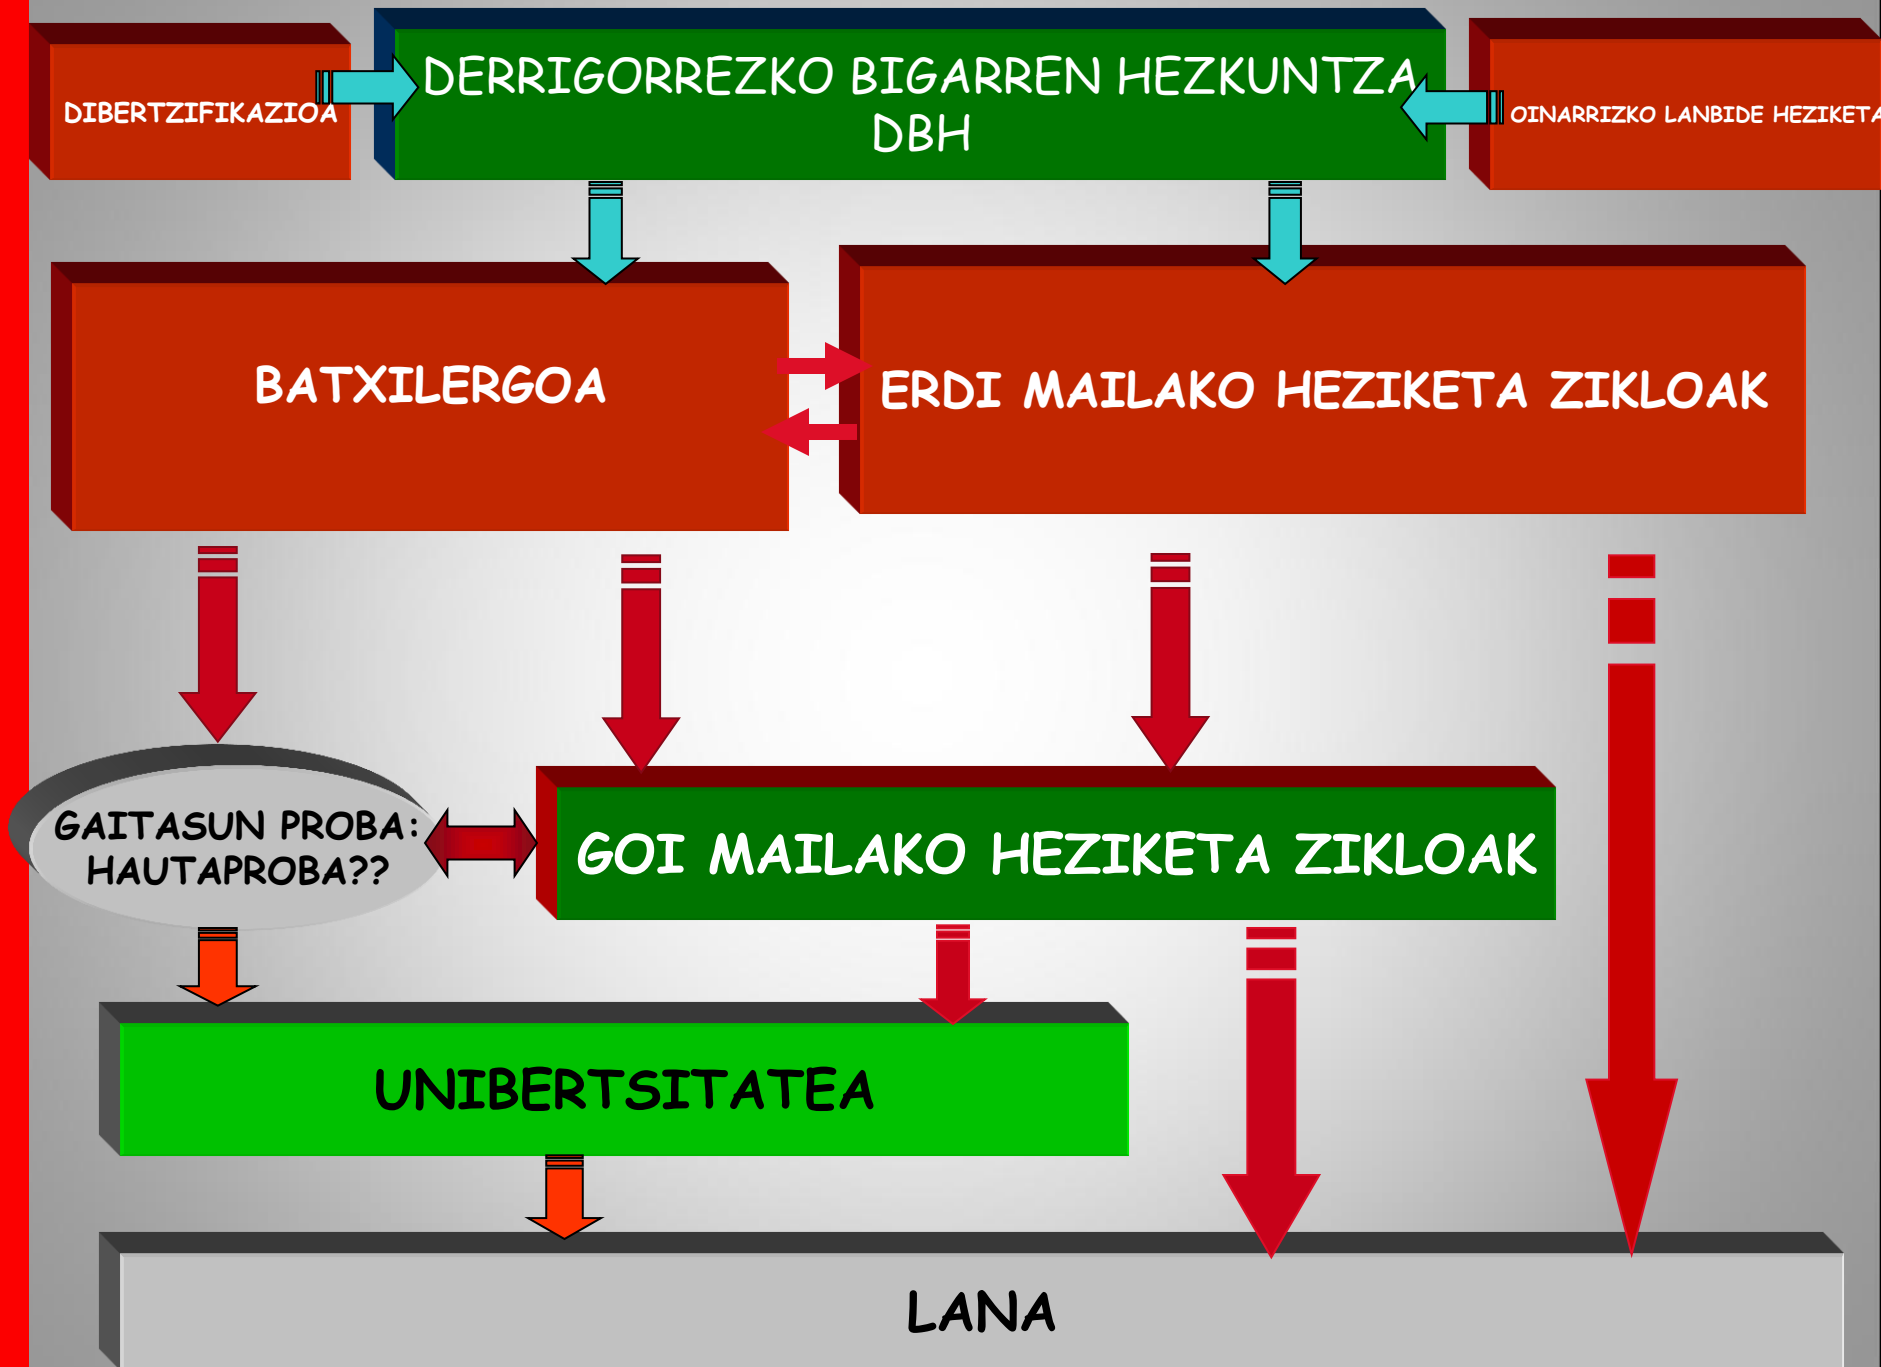 DIBERTZIFIKAZIOA
DERRIGORREZKO BIGARREN HEZKUNTZA
DBH
OINARRIZKO LANBIDE HEZIKETA
BATXILERGOA
ERDI MAILAKO HEZIKETA ZIKLOAK
GAITASUN PROBA:
HAUTAPROBA??
GOI MAILAKO HEZIKETA ZIKLOAK
UNIBERTSITATEA
LANA